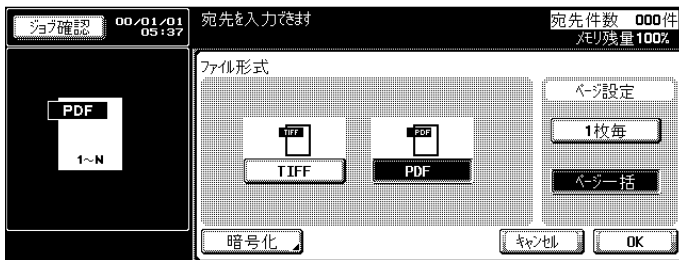 ジョブ確認
00/01/01
05:37
宛先を入力できます
宛先件数 000件
メモリ残量100%
ファイル形式
ページ設定
PDF
1~N
TIFF
PDF
TIFF
PDF
1枚毎
ページ一括
暗号化
キャンセル
OK